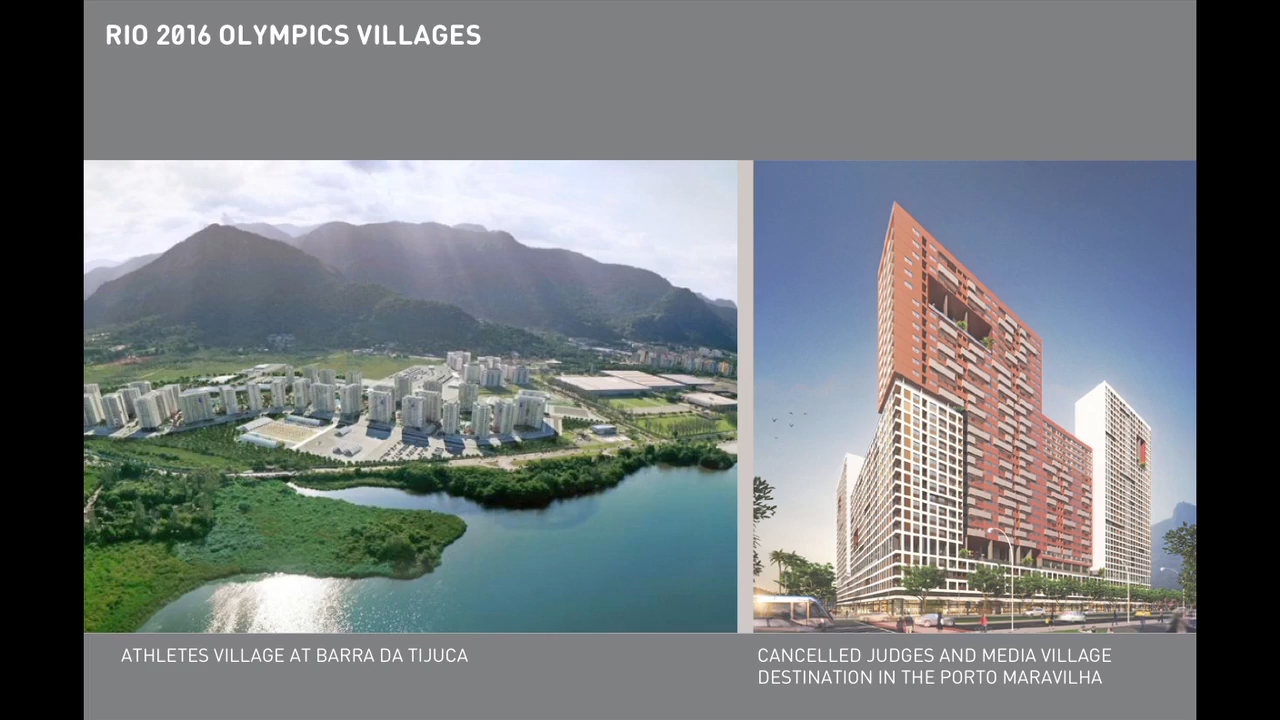 RIO 2016 OLYMPICS VILLAGES
ATHLETES VILLAGE AT BARRA DA TIJUCA
CANCELLED JUDGES AND MEDIA VILLAGE
DESTINATION IN THE PORTO MARAVILHA